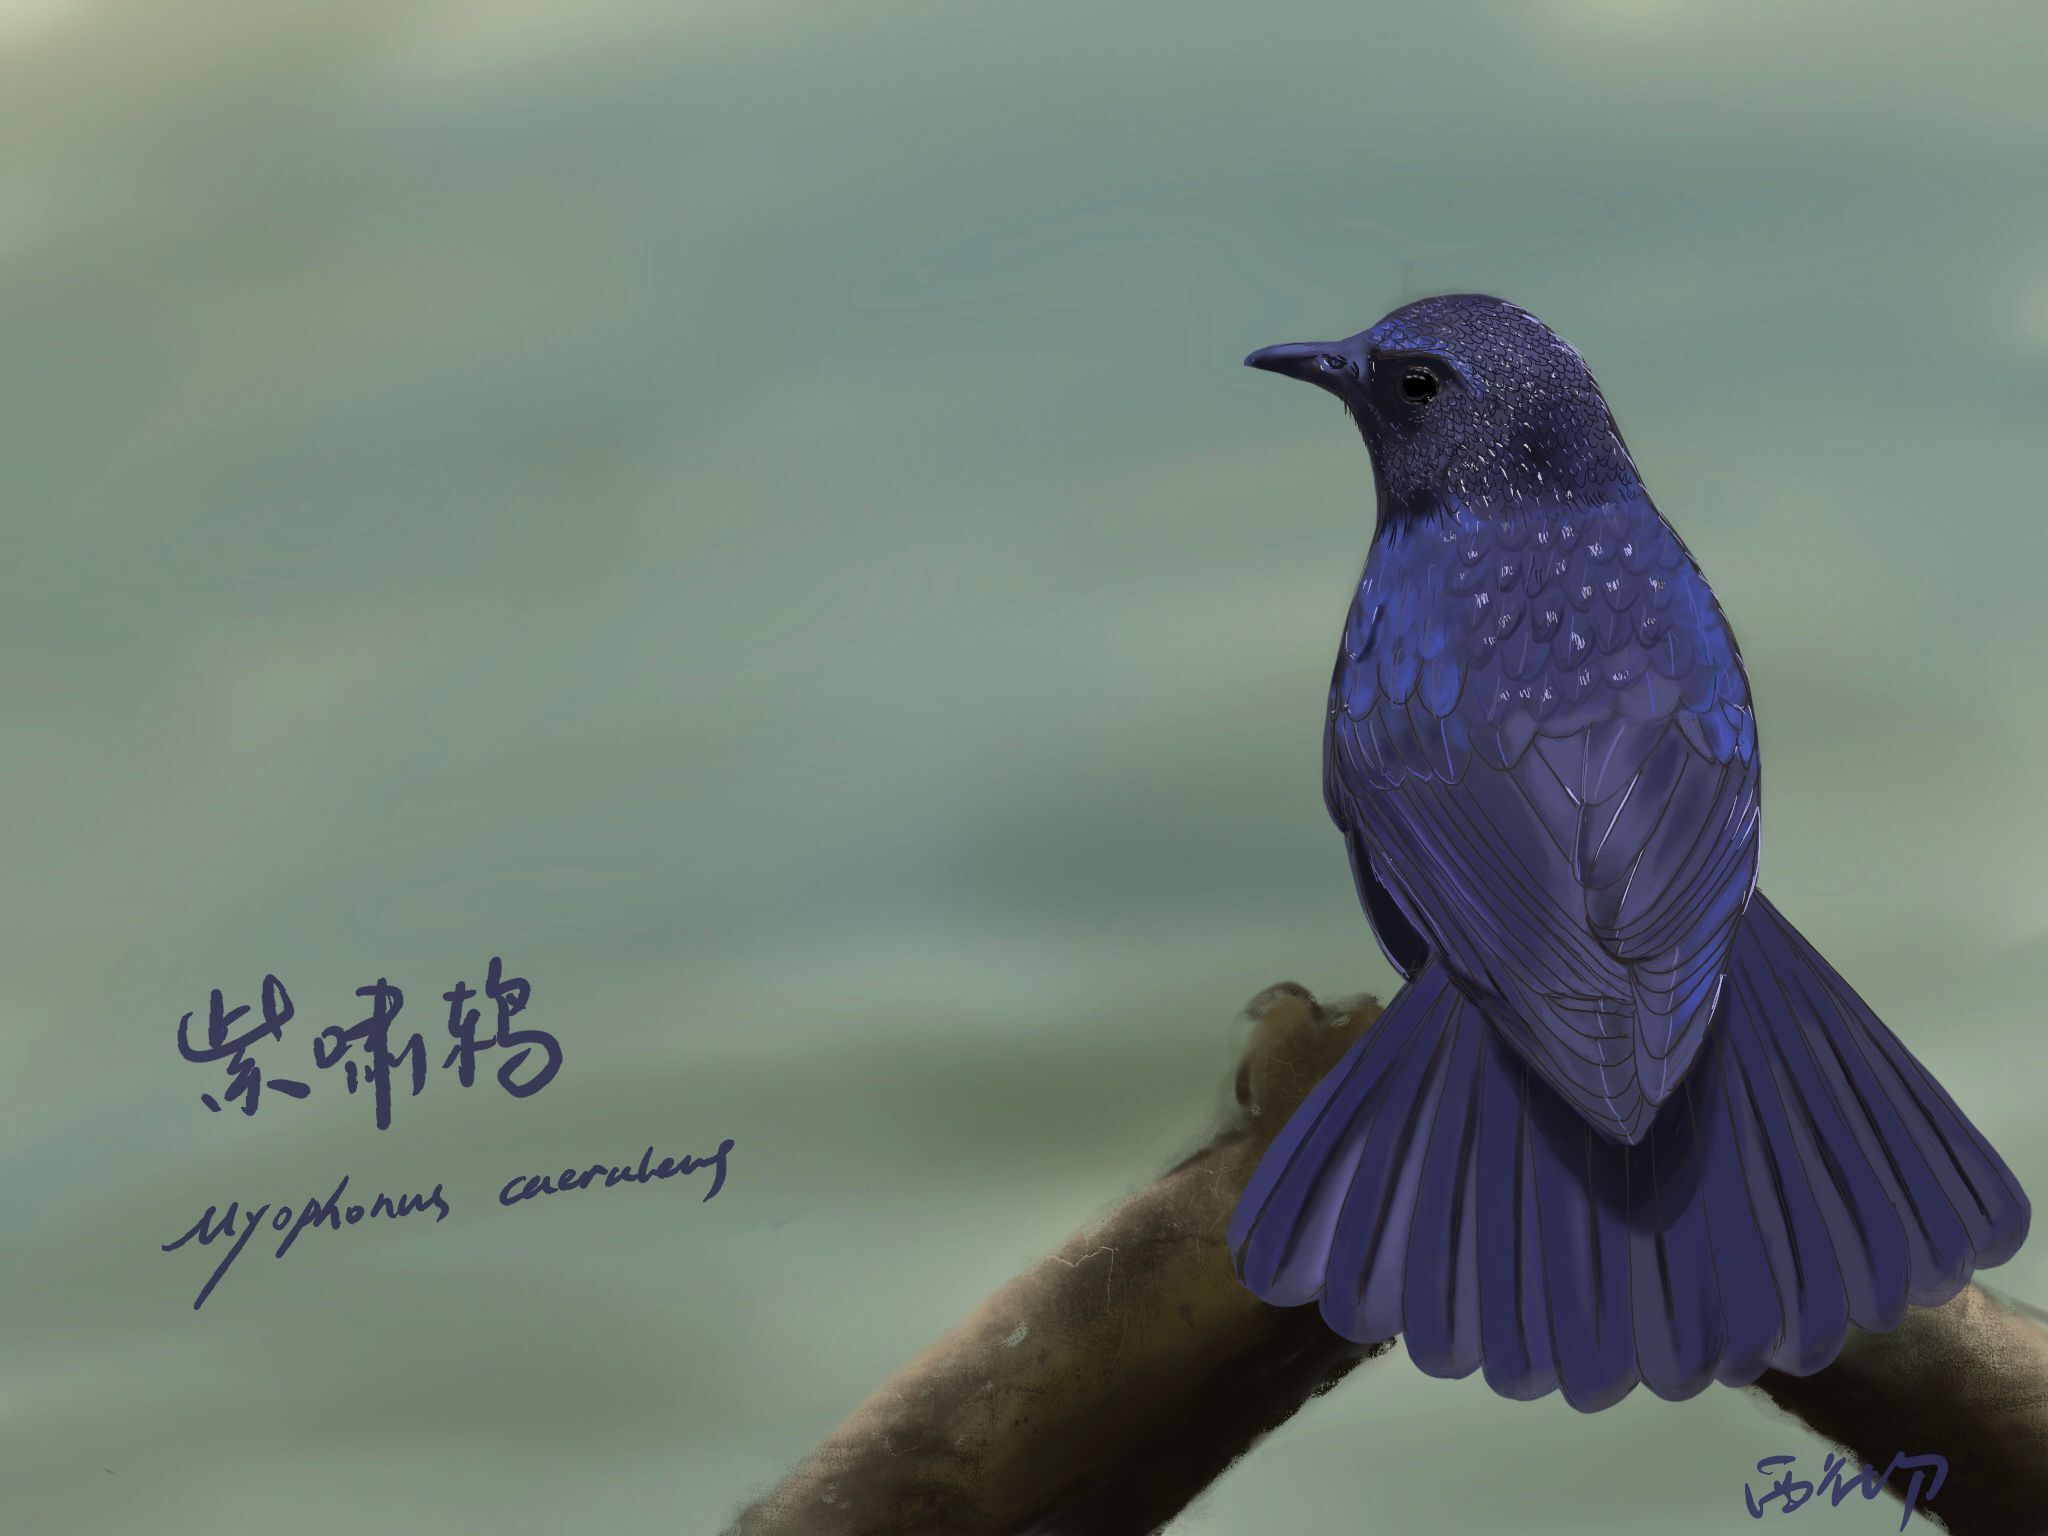 紫啸鸫
Myophonus caeruleus